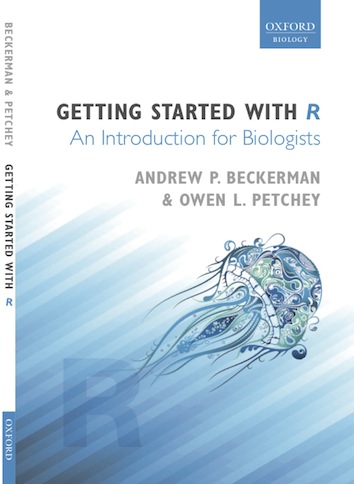 OXFORD
BIOLOGY
GETTING STARTED WITH R
An Introduction for Biologists
ANDREW P. BECKERMAN
& OWEN L. PETCHEY
R
BECKERMAN & PETCHEY
GETTING STARTED WITH
R
OXFORD